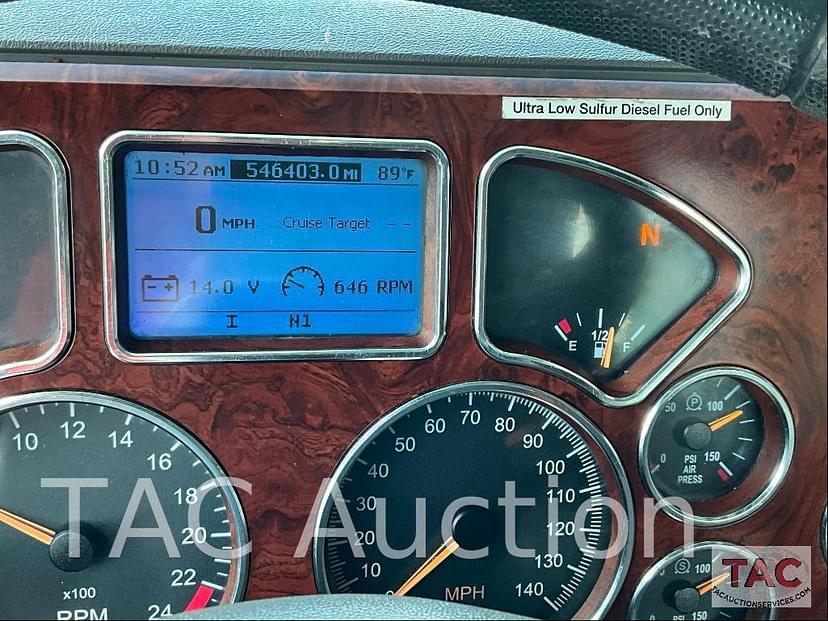 Ultra Low Sulfur Diesel Fuel Only
10:52 AM 546403.0 MI 89°F
0 MPH Cruise Target - -
14.0 V 646 RPM
I N1
N
E 1/2 F
10 12 14 16 18 20 22 24
x100
RPM
10 20 30 40 50 60 70 80 90 100 110 120 130 140
MPH
0 50 P 100 150
PSI
AIR
PRESS
S 100
150
TAC Auction
TAC
TACAUCTIONSERVICES.COM